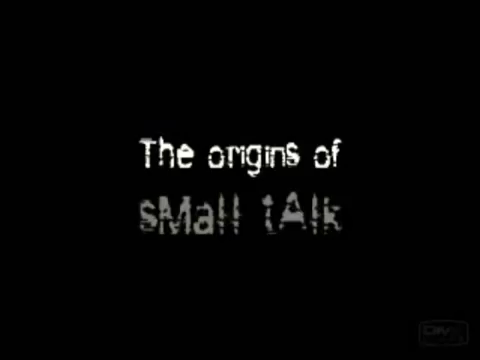 The origins of
sMall tAlk